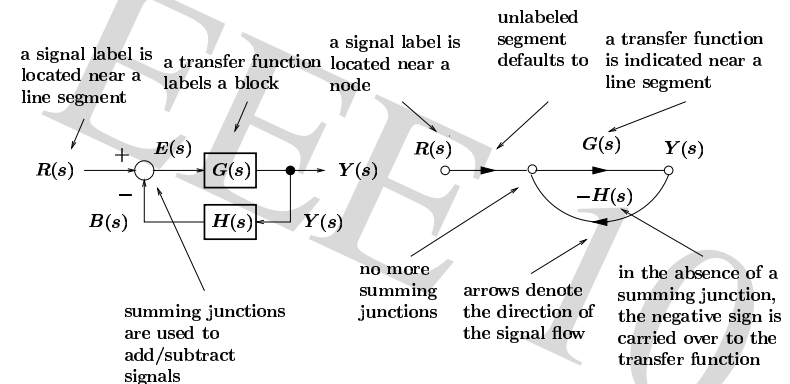 a signal label is
located near a
line segment
a transfer function
labels a block
a signal label is
located near a
node
unlabeled
segment
defaults to
a transfer function
is indicated near a
line segment
R(s)
+
−
E(s)
G(s)
Y(s)
B(s)
H(s)
Y(s)
R(s)
G(s)
Y(s)
−H(s)
summing junctions
are used to
add/subtract
signals
no more
summing
junctions
arrows denote
the direction of
the signal flow
in the absence of a
summing junction,
the negative sign is
carried over to the
transfer function
EEE 10